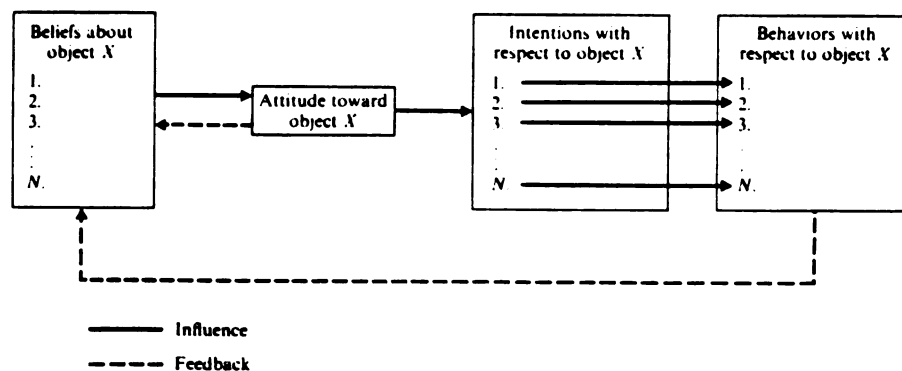 Beliefs about
object X
1.
2.
3.
.
.
.
N.
Attitude toward
object X
Intentions with
respect to object X
1.
2.
3.
.
.
.
N.
Behaviors with
respect to object X
1.
2.
3.
.
.
.
N.
Influence
Feedback